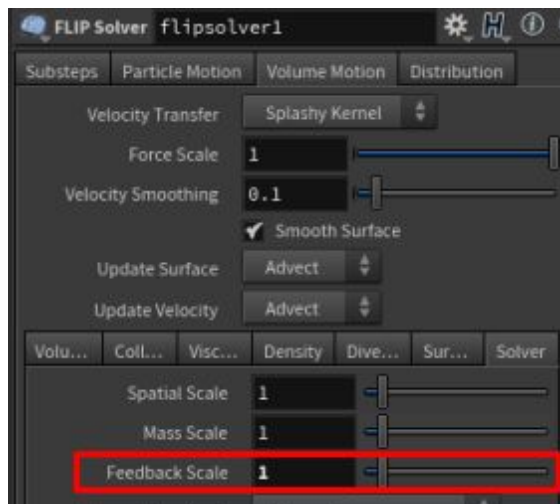 FLIP Solver flipsolver1
Substeps Particle Motion Volume Motion Distribution
Velocity Transfer Splashy Kernel
Force Scale 1
Velocity Smoothing 0.1
Smooth Surface
Update Surface Advect
Update Velocity Advect
Volu... Coll... Visc... Density Dive... Sur... Solver
Spatial Scale 1
Mass Scale 1
Feedback Scale 1